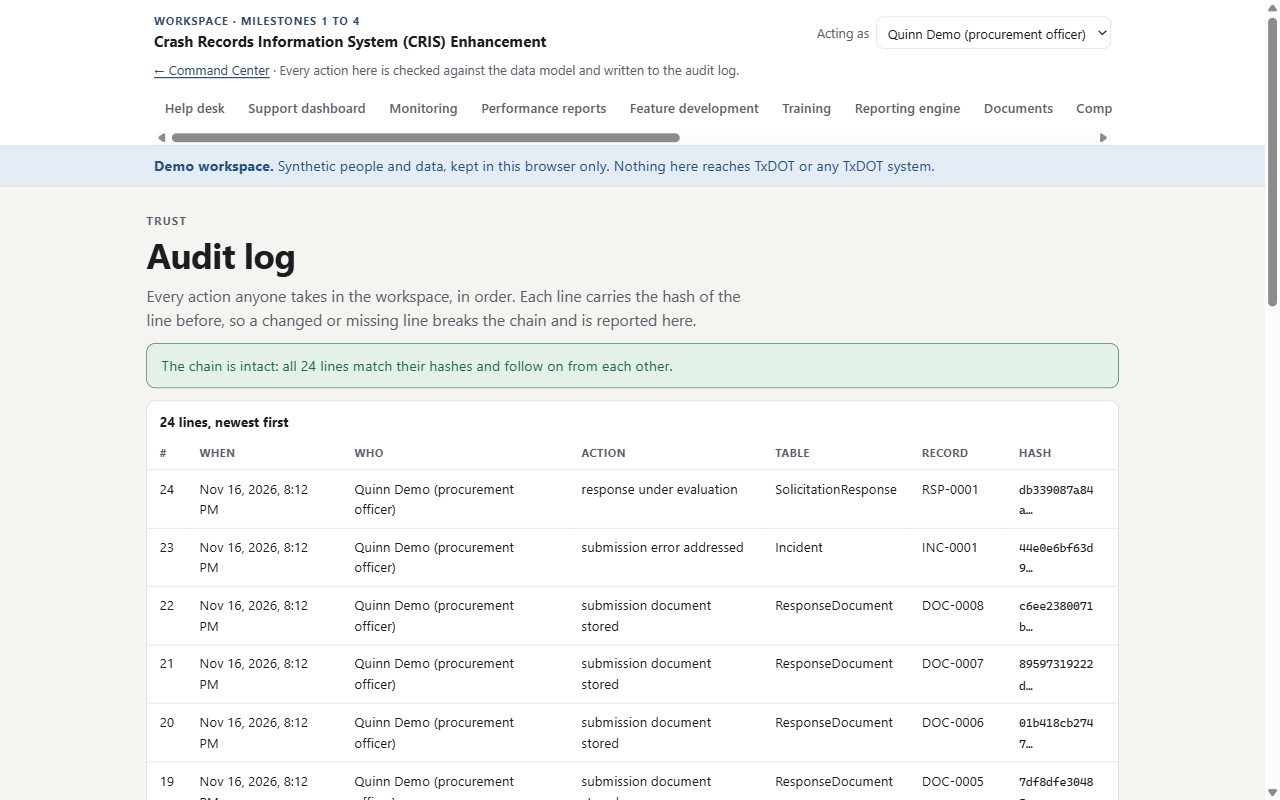 WORKSPACE · MILESTONES 1 TO 4
Crash Records Information System (CRIS) Enhancement
Acting as Quinn Demo (procurement officer)
← Command Center · Every action here is checked against the data model and written to the audit log.
Help desk Support dashboard Monitoring Performance reports Feature development Training Reporting engine Documents Comp
Demo workspace. Synthetic people and data, kept in this browser only. Nothing here reaches TxDOT or any TxDOT system.
TRUST
Audit log
Every action anyone takes in the workspace, in order. Each line carries the hash of the
line before, so a changed or missing line breaks the chain and is reported here.
The chain is intact: all 24 lines match their hashes and follow on from each other.
24 lines, newest first
# WHEN WHO ACTION TABLE RECORD HASH
24 Nov 16, 2026, 8:12 Quinn Demo (procurement response under evaluation SolicitationResponse RSP-0001 db339087a84
PM officer) a…
23 Nov 16, 2026, 8:12 Quinn Demo (procurement submission error addressed Incident INC-0001 44e0e6bf63d
PM officer) 9…
22 Nov 16, 2026, 8:12 Quinn Demo (procurement submission document ResponseDocument DOC-0008 c6ee2380071
PM officer) stored b…
21 Nov 16, 2026, 8:12 Quinn Demo (procurement submission document ResponseDocument DOC-0007 89597319222
PM officer) stored d…
20 Nov 16, 2026, 8:12 Quinn Demo (procurement submission document ResponseDocument DOC-0006 01b418cb274
PM officer) stored 7…
19 Nov 16, 2026, 8:12 Quinn Demo (procurement submission document ResponseDocument DOC-0005 7df8dfe3048